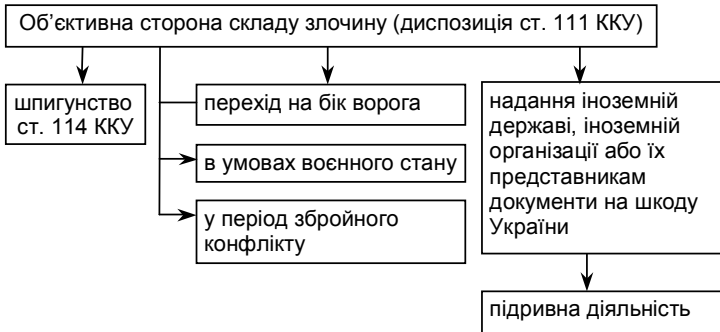 Об’єктивна сторона складу злочину (диспозиція ст. 111 ККУ)
шпигунство
ст. 114 ККУ
перехід на бік ворога
в умовах воєнного стану
у період збройного
конфлікту
надання іноземній
державі, іноземній
організації або їх
представникам
документи на шкоду
України
підривна діяльність